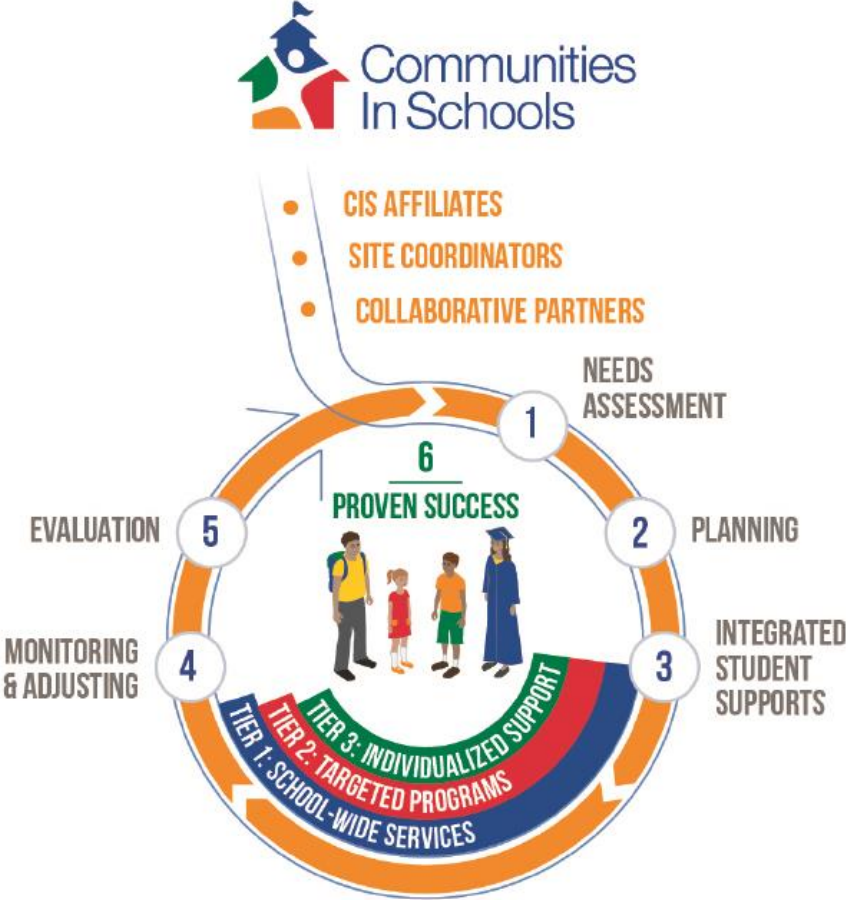 Communities
In Schools
CIS AFFILIATES
SITE COORDINATORS
COLLABORATIVE PARTNERS
1
NEEDS
ASSESSMENT
6
PROVEN SUCCESS
2
PLANNING
3
INTEGRATED
STUDENT
SUPPORTS
4
MONITORING
& ADJUSTING
5
EVALUATION
TIER 3: INDIVIDUALIZED SUPPORT
TIER 2: TARGETED PROGRAMS
TIER 1: SCHOOL-WIDE SERVICES